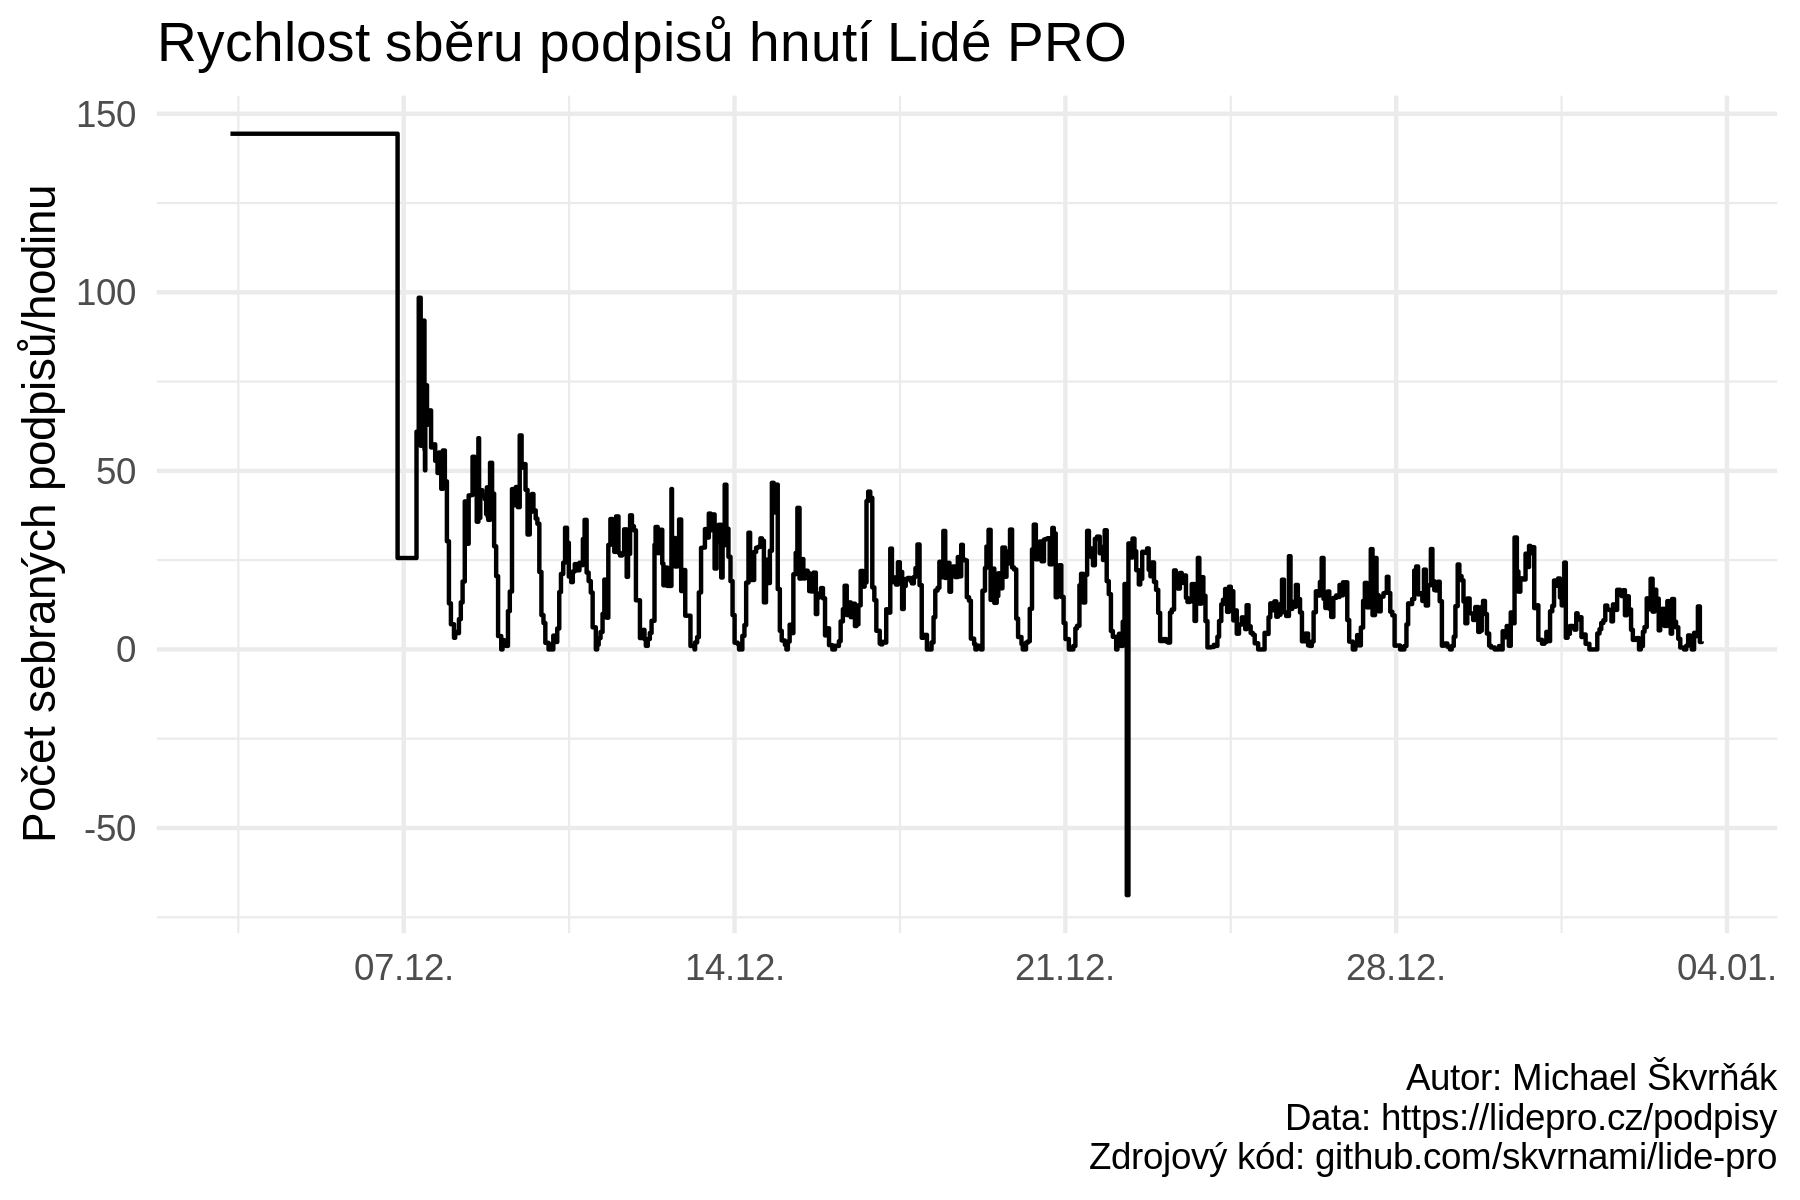 Rychlost sběru podpisů hnutí Lidé PRO
Počet sebraných podpisů/hodinu
150
100
50
0
-50
07.12.
14.12.
21.12.
28.12.
04.01.
Autor: Michael Škvrňák
Data: https://lidepro.cz/podpisy
Zdrojový kód: github.com/skvrnami/lide-pro